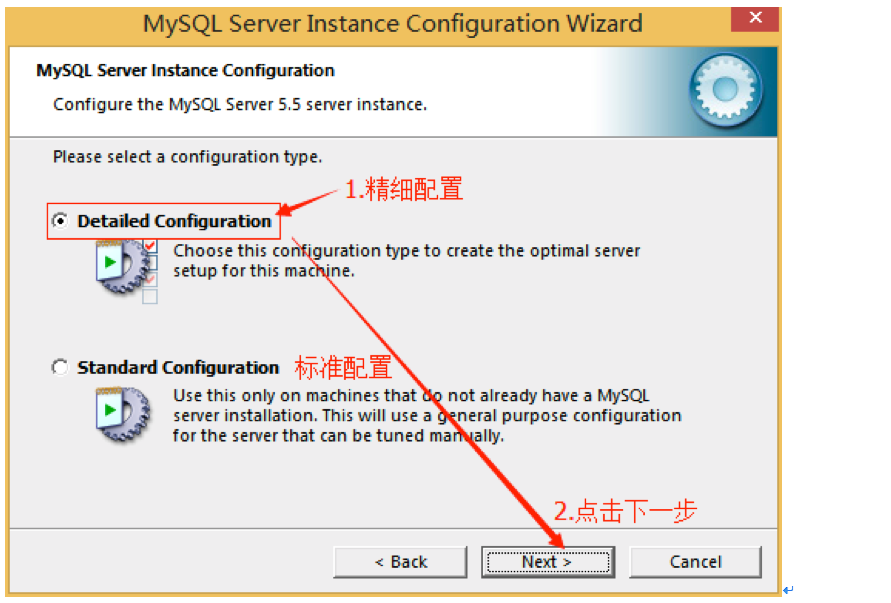 MySQL Server Instance Configuration Wizard
MySQL Server Instance Configuration
Configure the MySQL Server 5.5 server instance.
Please select a configuration type.
1.精细配置
Detailed Configuration
Choose this configuration type to create the optimal server
setup for this machine.
Standard Configuration 标准配置
Use this only on machines that do not already have a MySQL
server installation. This will use a general purpose configuration
for the server that can be tuned manually.
2.点击下一步
< Back Next > Cancel